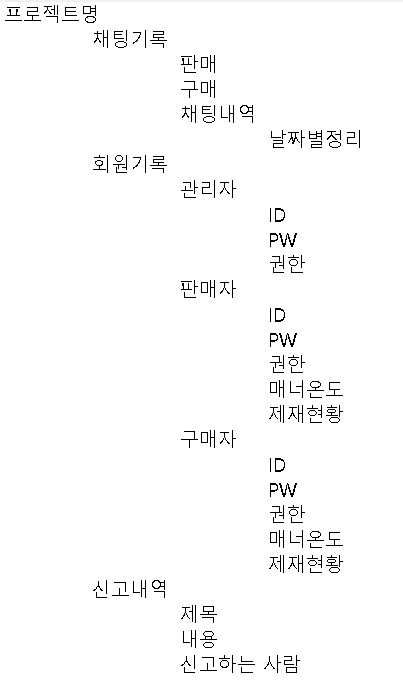 프로젝트명
채팅기록
판매
구매
채팅내역
날짜별정리
회원기록
관리자
ID
PW
권한
판매자
ID
PW
권한
매너온도
제재현황
구매자
ID
PW
권한
매너온도
제재현황
신고내역
제목
내용
신고하는 사람